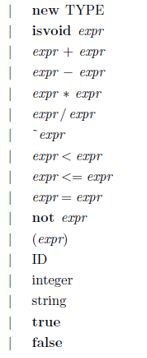 | new TYPE
| isvoid expr
| expr + expr
| expr − expr
| expr ∗ expr
| expr / expr
| ˜expr
| expr < expr
| expr <= expr
| expr = expr
| not expr
| (expr)
| ID
| integer
| string
| true
| false